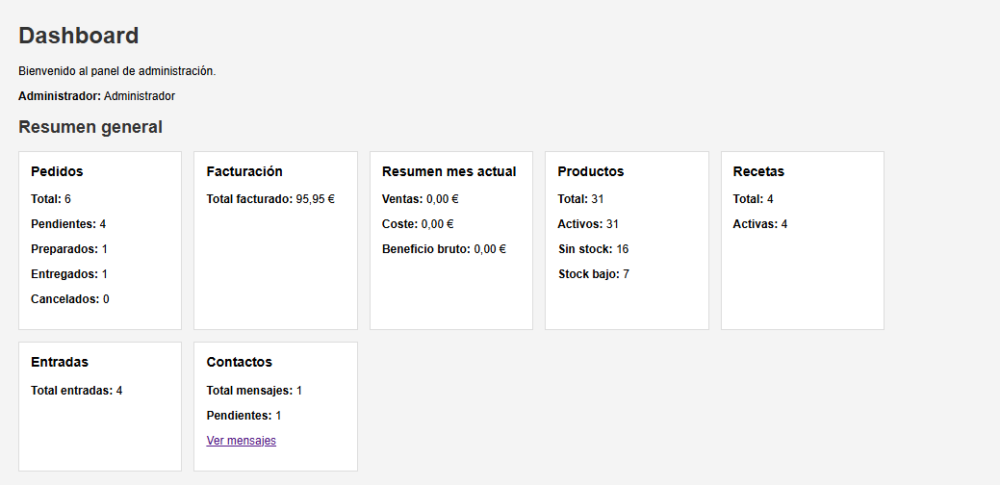 Dashboard
Bienvenido al panel de administración.
Administrador: Administrador
Resumen general
Pedidos
Total: 6
Pendientes: 4
Preparados: 1
Entregados: 1
Cancelados: 0
Facturación
Total facturado: 95,95 €
Resumen mes actual
Ventas: 0,00 €
Coste: 0,00 €
Beneficio bruto: 0,00 €
Productos
Total: 31
Activos: 31
Sin stock: 16
Stock bajo: 7
Recetas
Total: 4
Activas: 4
Entradas
Total entradas: 4
Contactos
Total mensajes: 1
Pendientes: 1
Ver mensajes